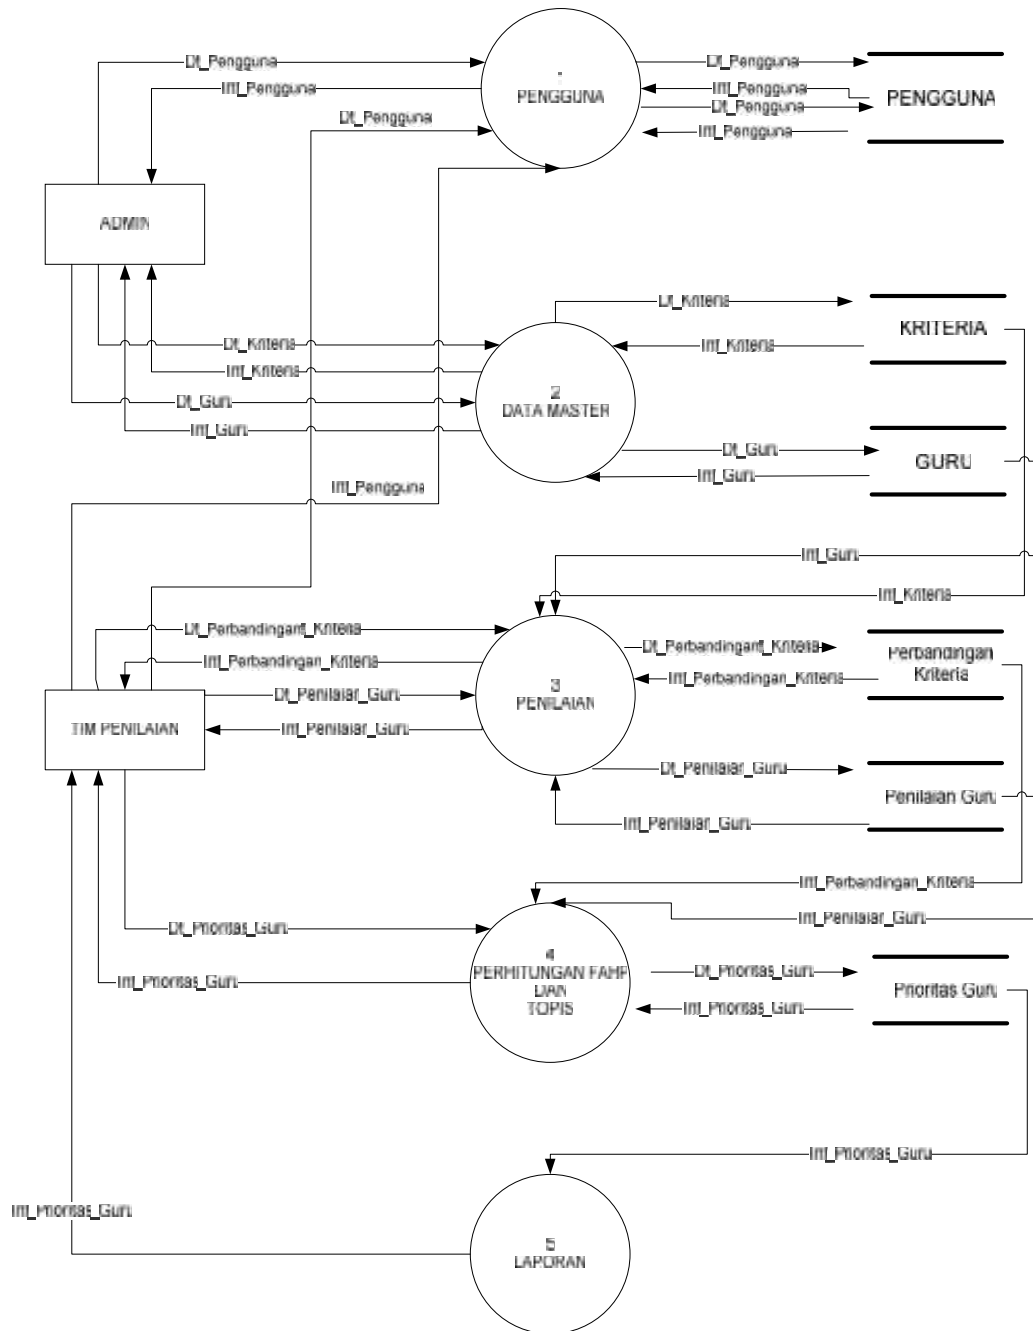 1
PENGGUNA
Dt_Pengguna
Inf_Pengguna
Dt_Pengguna
Dt_Pengguna
Inf_Pengguna
Dt_Pengguna
Inf_Pengguna
PENGGUNA
ADMIN
Dt_Kriteria
Inf_Kriteria
KRITERIA
Dt_Kriteria
Inf_Kriteria
Dt_Guru
Inf_Guru
2
DATA MASTER
Dt_Guru
Inf_Guru
GURU
Inf_Pengguna
Inf_Guru
Inf_Kriteria
Dt_Perbandingant_Kriteria
Inf_Perbandingan_Kriteria
Dt_Penilaian_Guru
Inf_Penilaian_Guru
TIM PENILAIAN
3
PENILAIAN
Dt_Perbandingant_Kriteria
Inf_Perbandingan_Kriteria
Perbandingan
Kriteria
Dt_Penilaian_Guru
Inf_Penilaian_Guru
Penilaian Guru
Inf_Perbandingan_Kriteria
Inf_Penilaian_Guru
Dt_Prioritas_Guru
Inf_Prioritas_Guru
4
PERHITUNGAN FAHP
DAN
TOPIS
Dt_Prioritas_Guru
Inf_Prioritas_Guru
Prioritas Guru
Inf_Prioritas_Guru
Inf_Prioritas_Guru
5
LAPORAN